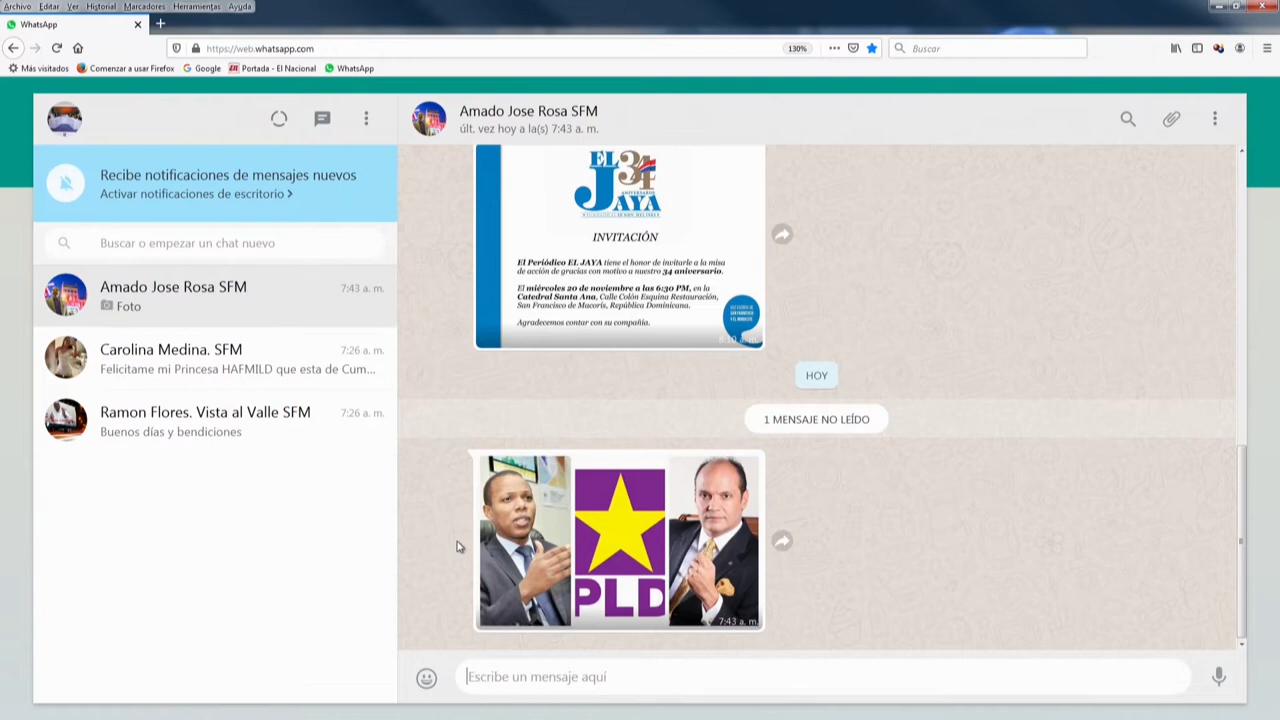 Archivo Editar Ver Historial Marcadores Herramientas Ayuda
WhatsApp
https://web.whatsapp.com
130%
Buscar
Más visitados Comenzar a usar Firefox Google Portada - El Nacional WhatsApp
Amado Jose Rosa SFM
últ. vez hoy a la(s) 7:43 a. m.
Recibe notificaciones de mensajes nuevos
Activar notificaciones de escritorio >
Buscar o empezar un chat nuevo
Amado Jose Rosa SFM 7:43 a. m.
Foto
Carolina Medina. SFM 7:26 a. m.
Felicitame mi Princesa HAFMILD que esta de Cum...
Ramon Flores. Vista al Valle SFM 7:26 a. m.
Buenos días y bendiciones
EL 34
ANIVERSARIO
JAYA
INVITACIÓN
El Periódico EL JAYA tiene el honor de invitarle a la misa
de acción de gracias con motivo a nuestro 34 aniversario.
El miércoles 20 de noviembre a las 6:30 PM, en la
Catedral Santa Ana, Calle Colón Esquina Restauración,
San Francisco de Macorís, República Dominicana.
Agradecemos contar con su compañía.
8:10 a. m.
HOY
1 MENSAJE NO LEÍDO
PLD
7:43 a. m.
Escribe un mensaje aquí